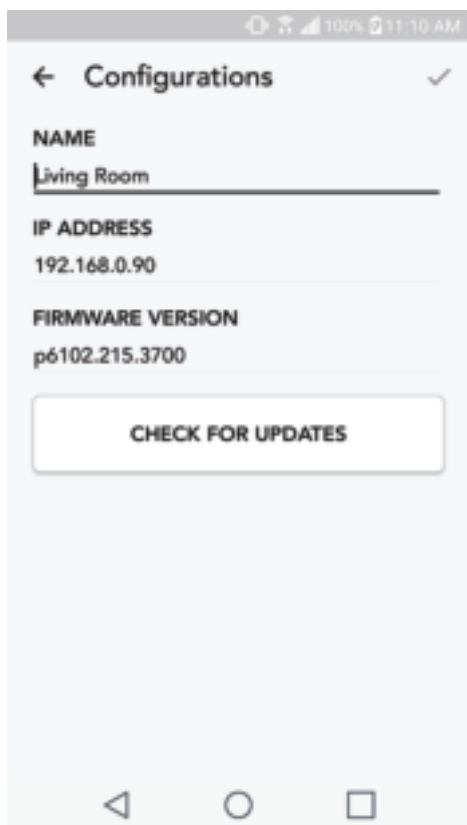 100% 11:10 AM
Configurations
NAME
Living Room
IP ADDRESS
192.168.0.90
FIRMWARE VERSION
p6102.215.3700
CHECK FOR UPDATES